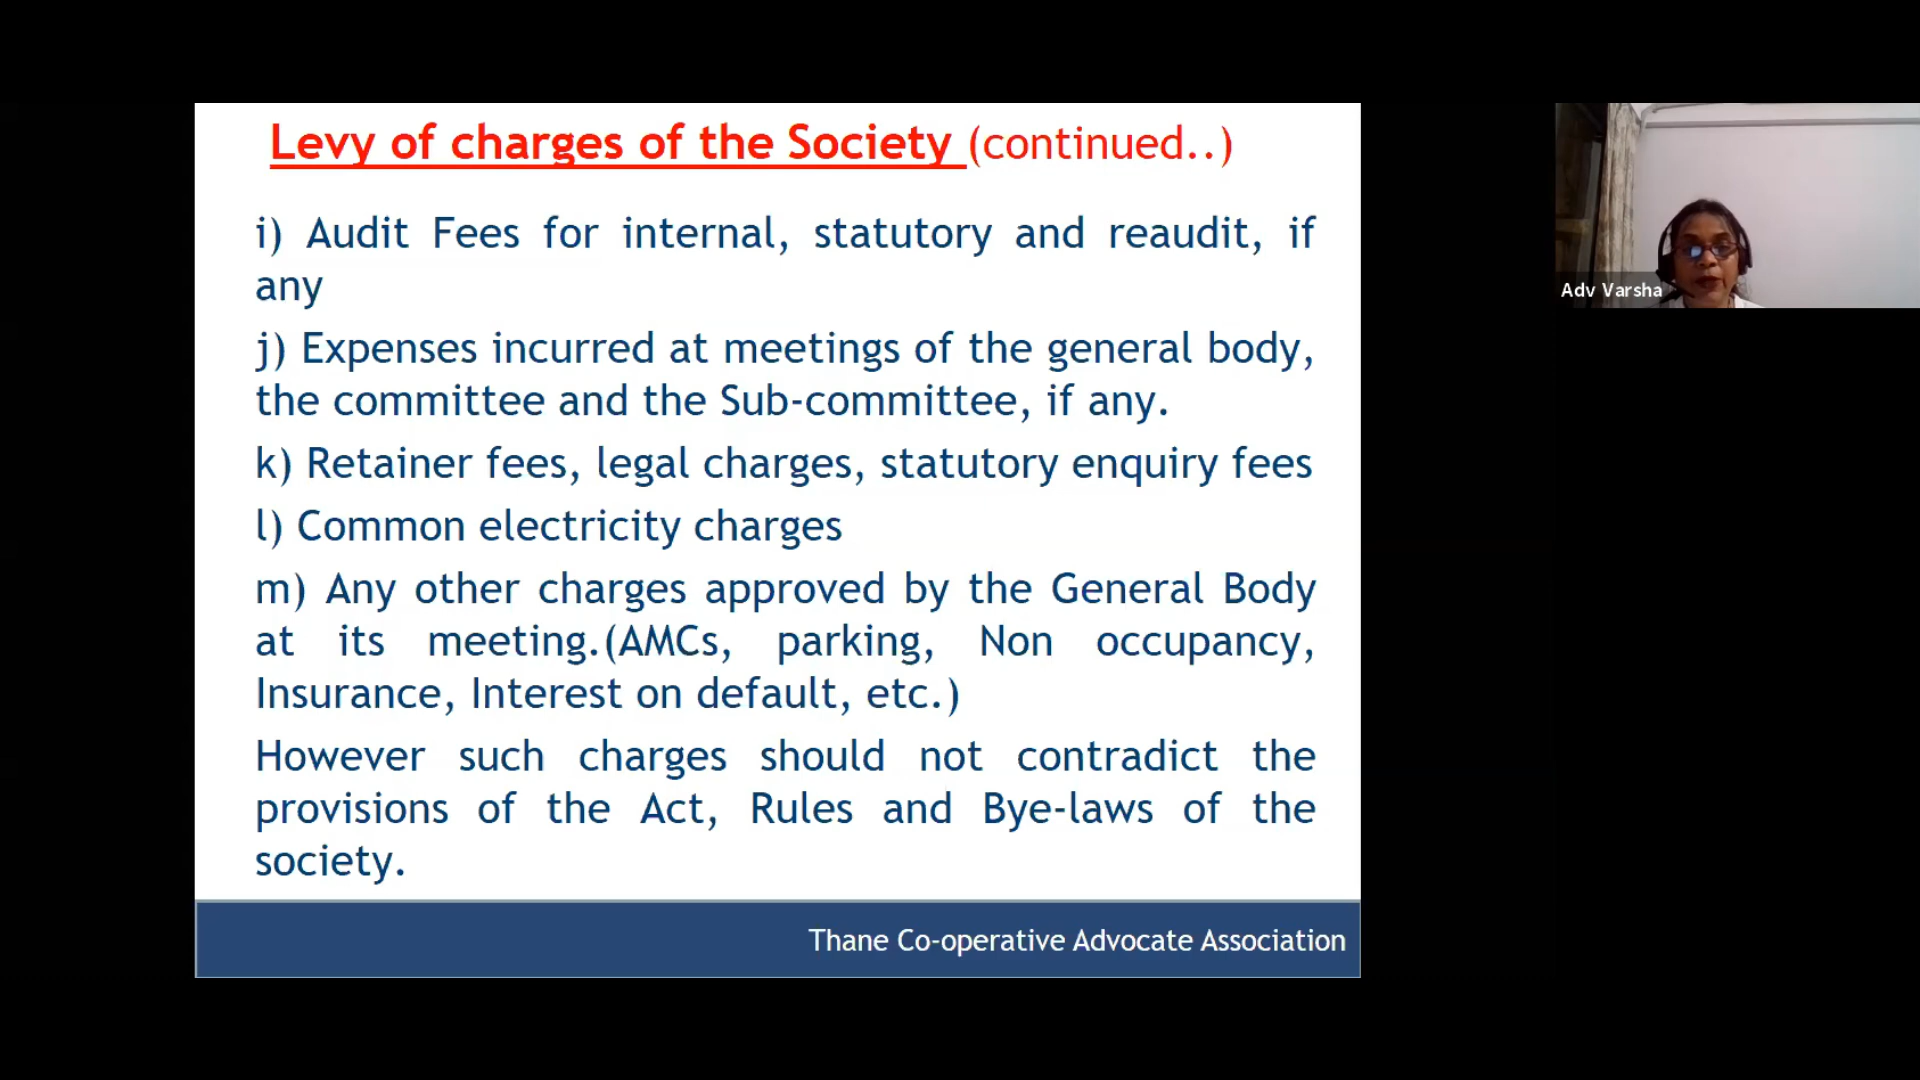 Levy of charges of the Society (continued..)
i) Audit Fees for internal, statutory and reaudit, if
any
j) Expenses incurred at meetings of the general body,
the committee and the Sub-committee, if any.
k) Retainer fees, legal charges, statutory enquiry fees
l) Common electricity charges
m) Any other charges approved by the General Body
at its meeting.(AMCs, parking, Non occupancy,
Insurance, Interest on default, etc.)
However such charges should not contradict the
provisions of the Act, Rules and Bye-laws of the
society.
Thane Co-operative Advocate Association
Adv Varsha